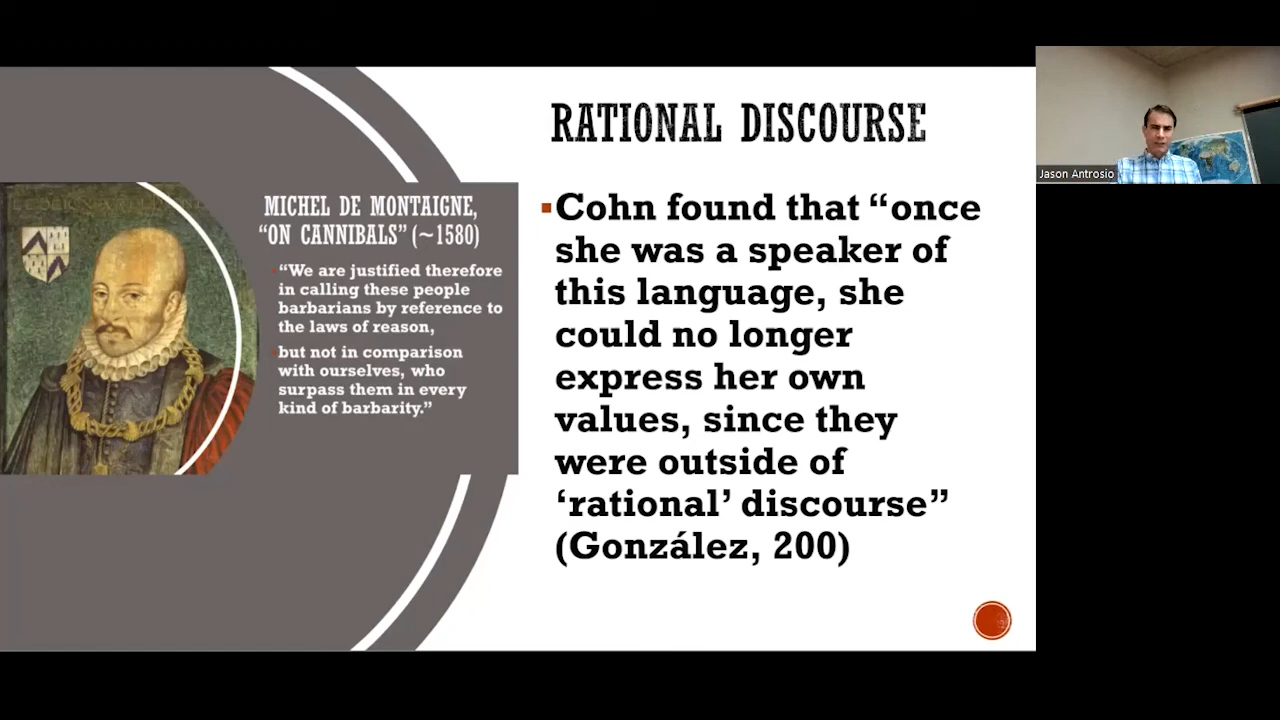 RATIONAL DISCOURSE
MICHEL DE MONTAIGNE,
"ON CANNIBALS" (~1580)
"We are justified therefore
in calling these people
barbarians by reference to
the laws of reason,
but not in comparison
with ourselves, who
surpass them in every
kind of barbarity."
▪Cohn found that “once
she was a speaker of
this language, she
could no longer
express her own
values, since they
were outside of
‘rational’ discourse”
(González, 200)
Jason Antrosio